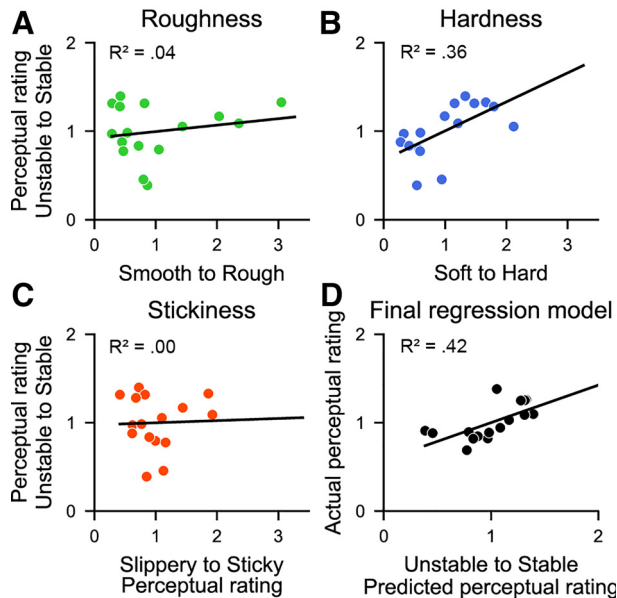 A
Roughness
R² = .04
Perceptual rating
Unstable to Stable
2
1
0
0 1 2 3
Smooth to Rough
B
Hardness
R² = .36
2
1
0
0 1 2 3
Soft to Hard
C
Stickiness
R² = .00
Perceptual rating
Unstable to Stable
2
1
0
0 1 2 3
Slippery to Sticky
Perceptual rating
D
Final regression model
R² = .42
Actual perceptual rating
2
1
0
0 1 2
Unstable to Stable
Predicted perceptual rating